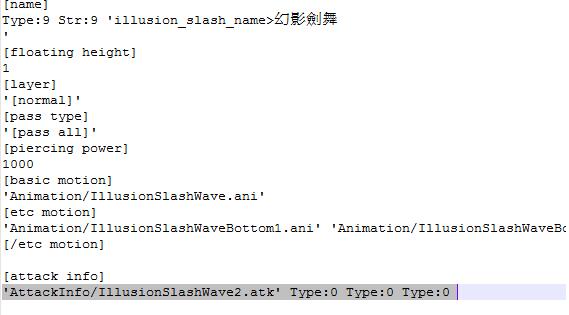 [name]
Type:9 Str:9 'illusion_slash_name>幻影劍舞
'
[floating height]
1
[layer]
'[normal]'
[pass type]
'[pass all]'
[piercing power]
1000
[basic motion]
'Animation/IllusionSlashWave.ani'
[etc motion]
'Animation/IllusionSlashWaveBottom1.ani' 'Animation/IllusionSlashWaveBo
[/etc motion]
[attack info]
'AttackInfo/IllusionSlashWave2.atk' Type:0 Type:0 Type:0